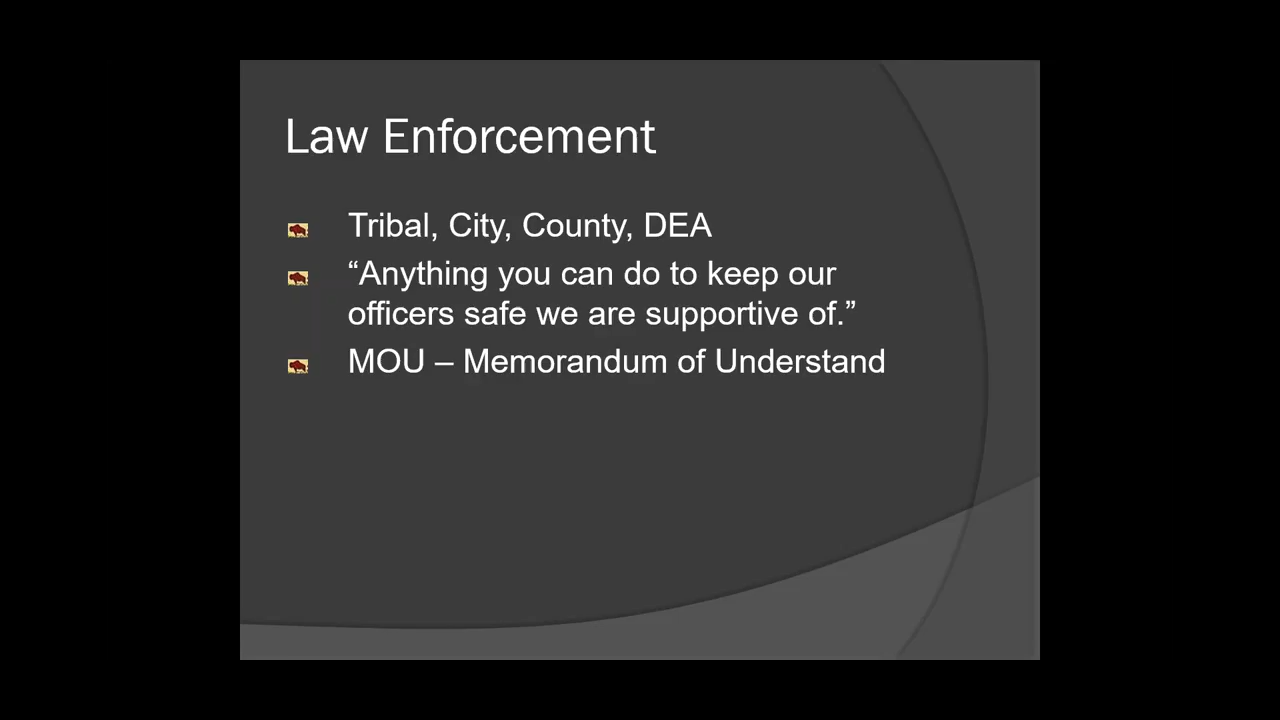 Law Enforcement
Tribal, City, County, DEA
“Anything you can do to keep our
officers safe we are supportive of.”
MOU – Memorandum of Understand